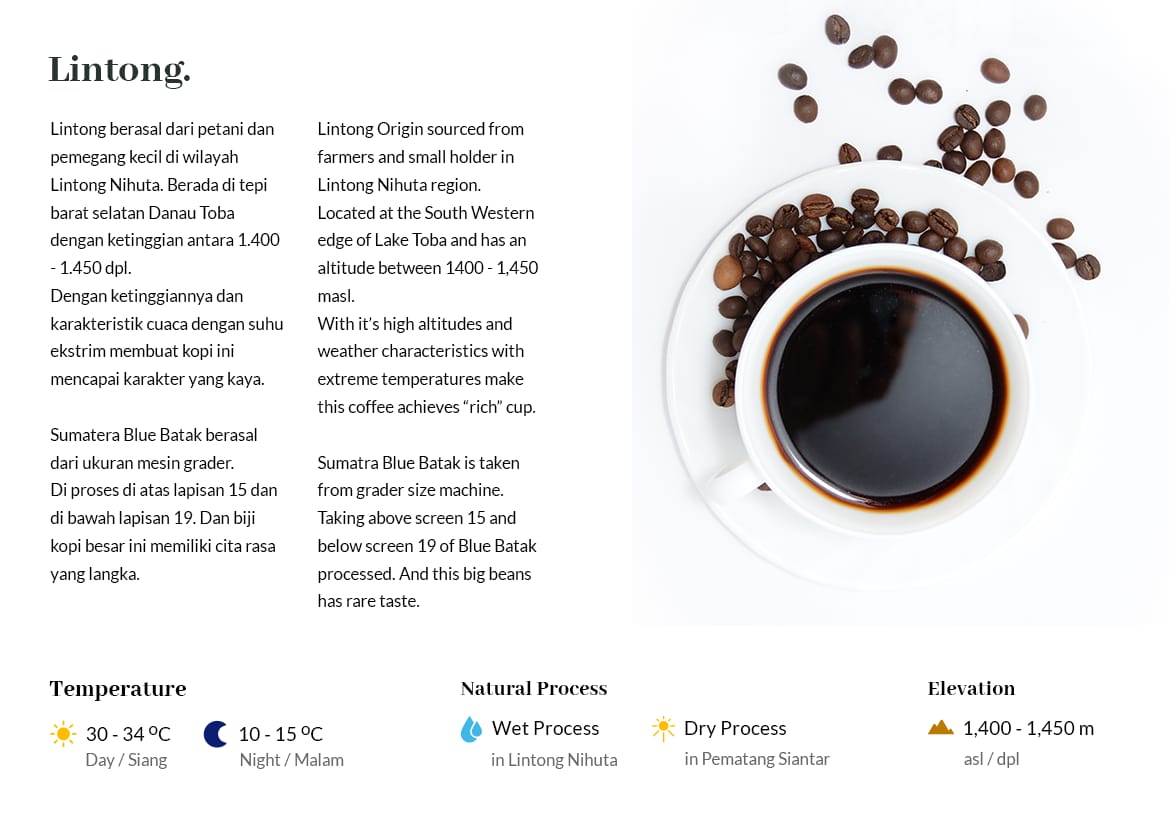 Lintong.
Lintong berasal dari petani dan
pemegang kecil di wilayah
Lintong Nihuta. Berada di tepi
barat selatan Danau Toba
dengan ketinggian antara 1.400
- 1.450 dpl.
Dengan ketinggiannya dan
karakteristik cuaca dengan suhu
ekstrim membuat kopi ini
mencapai karakter yang kaya.
Sumatera Blue Batak berasal
dari ukuran mesin grader.
Di proses di atas lapisan 15 dan
di bawah lapisan 19. Dan biji
kopi besar ini memiliki cita rasa
yang langka.
Lintong Origin sourced from
farmers and small holder in
Lintong Nihuta region.
Located at the South Western
edge of Lake Toba and has an
altitude between 1400 - 1,450
masl.
With it’s high altitudes and
weather characteristics with
extreme temperatures make
this coffee achieves “rich” cup.
Sumatra Blue Batak is taken
from grader size machine.
Taking above screen 15 and
below screen 19 of Blue Batak
processed. And this big beans
has rare taste.
Temperature
30 - 34 ºC
Day / Siang
10 - 15 ºC
Night / Malam
Natural Process
Wet Process
in Lintong Nihuta
Dry Process
in Pematang Siantar
Elevation
1,400 - 1,450 m
asl / dpl